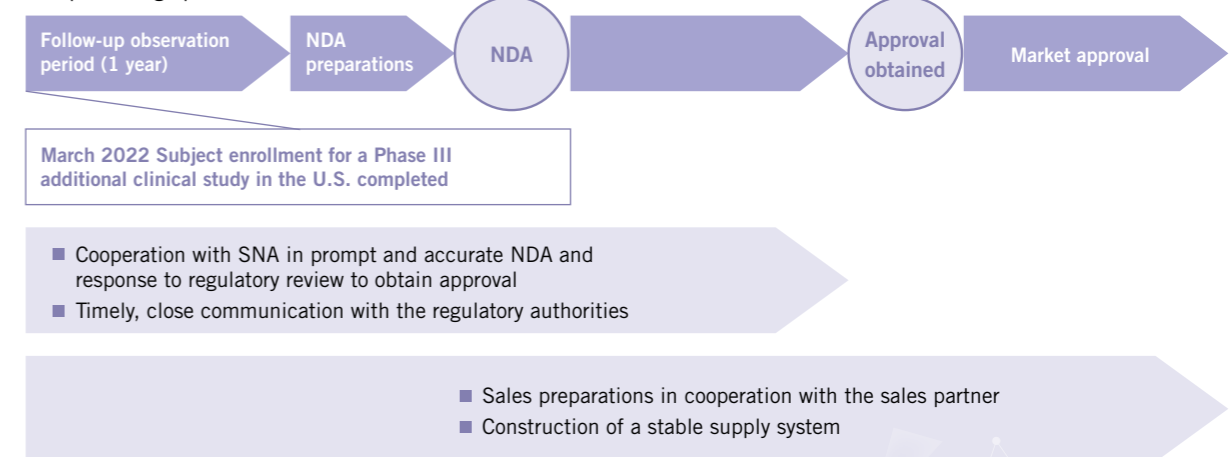 Follow-up observation
period (1 year)
NDA
preparations
NDA
Approval
obtained
Market approval
March 2022 Subject enrollment for a Phase III
additional clinical study in the U.S. completed
■ Cooperation with SNA in prompt and accurate NDA and
response to regulatory review to obtain approval
■ Timely, close communication with the regulatory authorities
■ Sales preparations in cooperation with the sales partner
■ Construction of a stable supply system